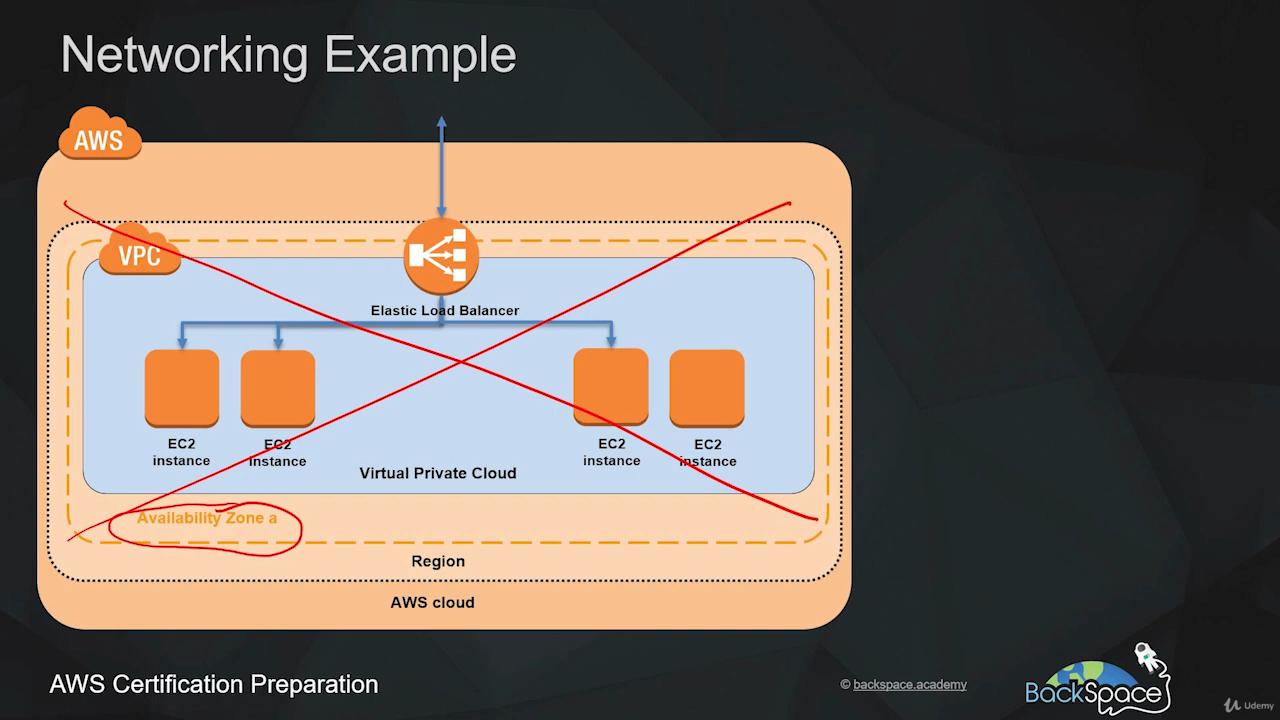 Networking Example
AWS
VPC
Elastic Load Balancer
EC2
instance
EC2
instance
EC2
instance
EC2
instance
Virtual Private Cloud
Availability Zone a
Region
AWS cloud
AWS Certification Preparation
© backspace.academy
BackSpace
Udemy